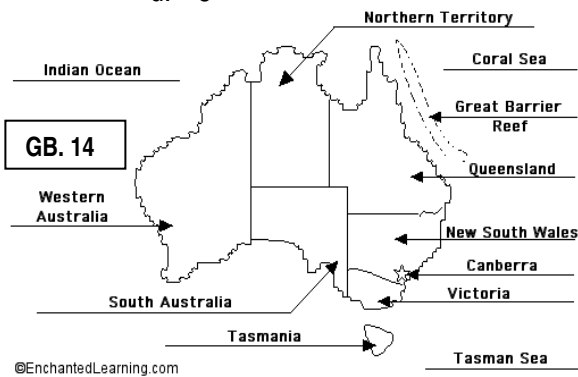 Northern Territory
Indian Ocean
Coral Sea
Great Barrier
Reef
GB. 14
Queensland
Western
Australia
New South Wales
Canberra
South Australia
Victoria
Tasmania
Tasman Sea
©EnchantedLearning.com